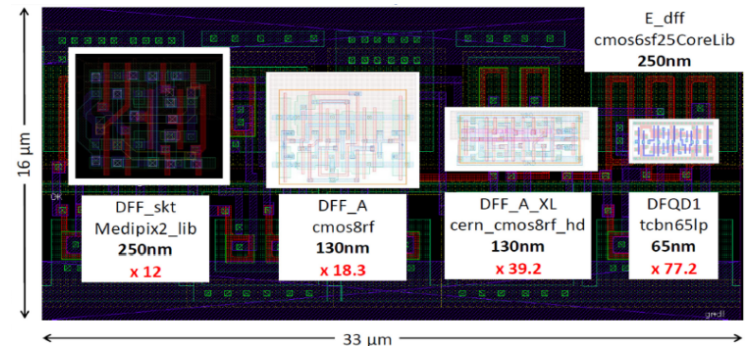 E_dff
cmos6sf25CoreLib
250nm
16 µm
DFF_skt
Medipix2_lib
250nm
x 12
DFF_A
cmos8rf
130nm
x 18.3
DFF_A_XL
cern_cmos8rf_hd
130nm
x 39.2
DFQD1
tcbn65lp
65nm
x 77.2
33 µm